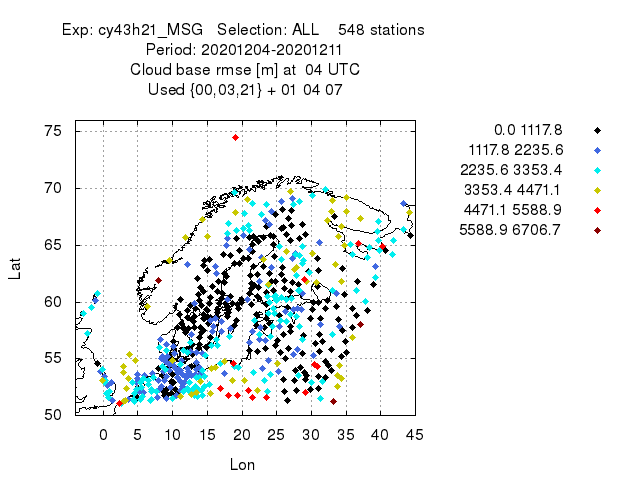 Exp: cy43h21_MSG   Selection: ALL    548 stations
Period: 20201204-20201211
Cloud base rmse [m] at  04 UTC
Used {00,03,21} + 01 04 07
0.0 1117.8
1117.8 2235.6
2235.6 3353.4
3353.4 4471.1
4471.1 5588.9
5588.9 6706.7
75
70
65
60
55
50
Lat
0 5 10 15 20 25 30 35 40 45
Lon